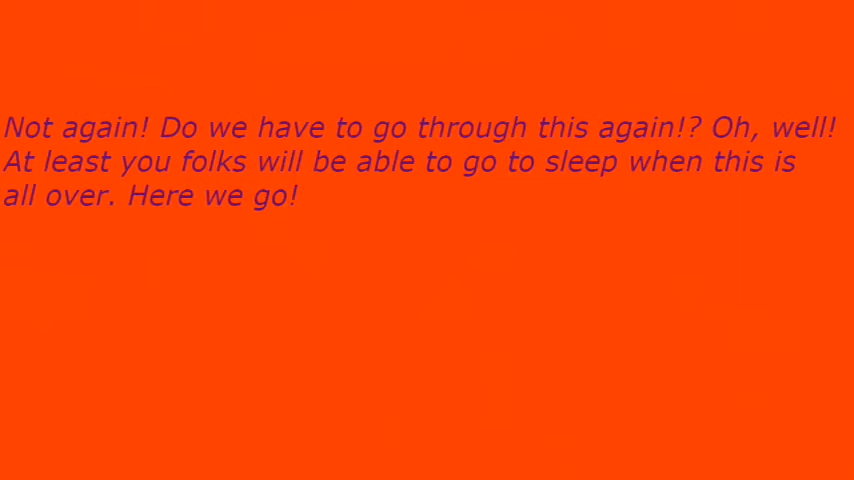 Not again! Do we have to go through this again!? Oh, well!
At least you folks will be able to go to sleep when this is
all over. Here we go!